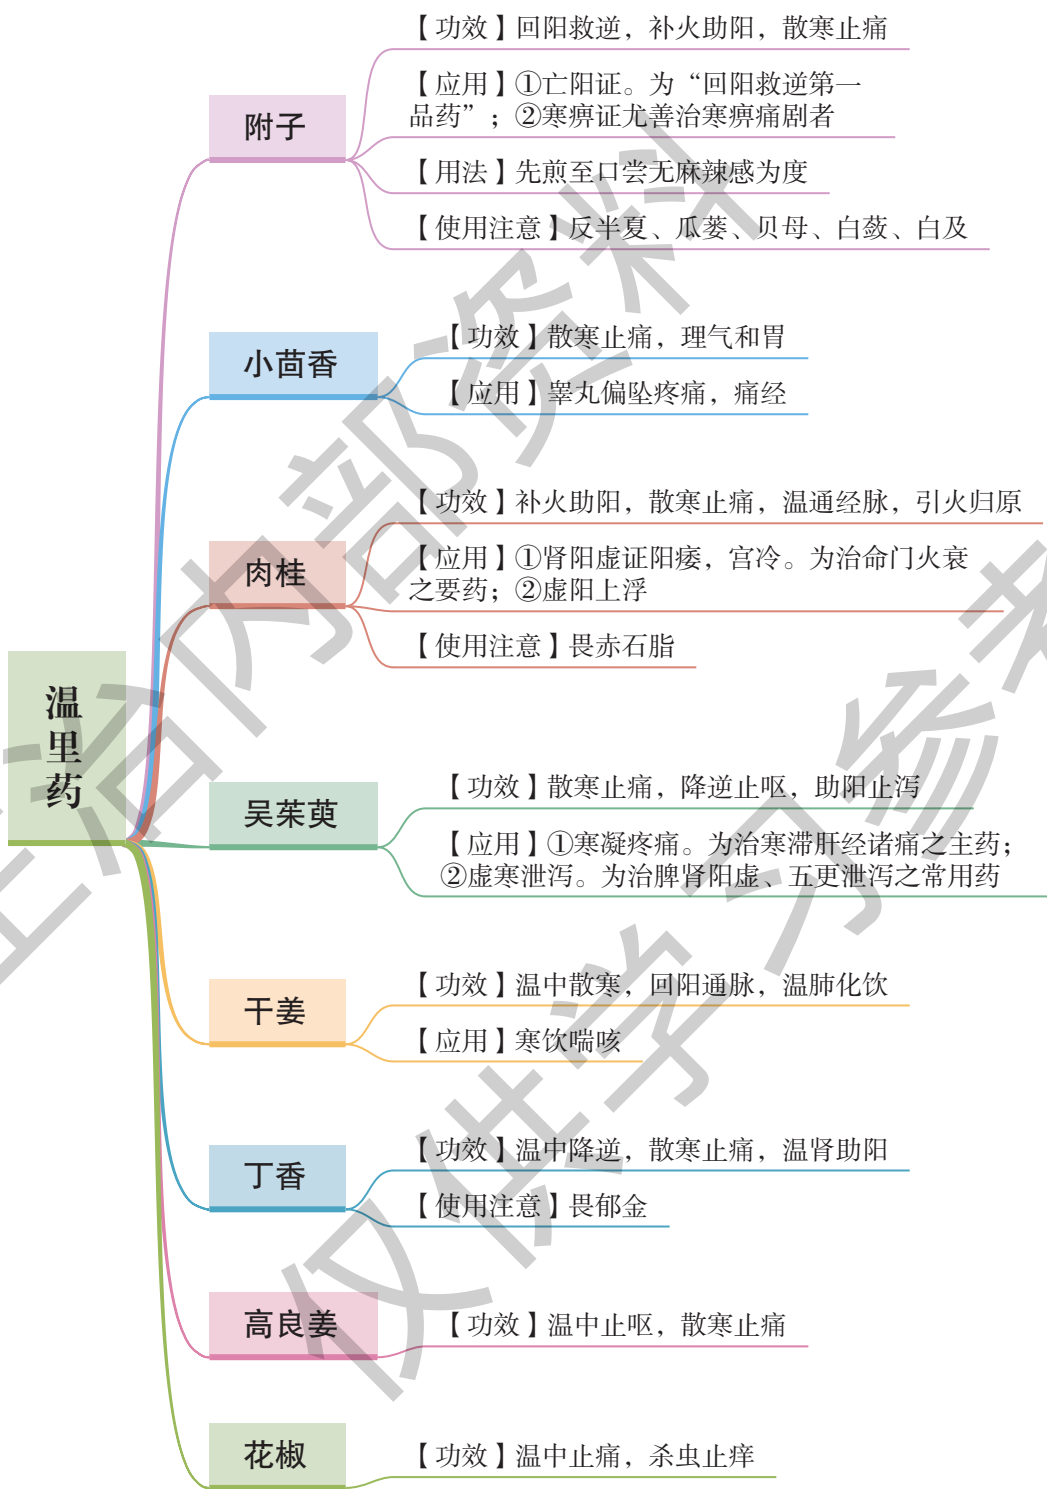 温里药
附子
【功效】回阳救逆，补火助阳，散寒止痛
【应用】①亡阳证。为“回阳救逆第一
品药”；②寒痹证尤善治寒痹痛剧者
【用法】先煎至口尝无麻辣感为度
【使用注意】反半夏、瓜蒌、贝母、白蔹、白及
小茴香
【功效】散寒止痛，理气和胃
【应用】睾丸偏坠疼痛，痛经
肉桂
【功效】补火助阳，散寒止痛，温通经脉，引火归原
【应用】①肾阳虚证阳痿，宫冷。为治命门火衰
之要药；②虚阳上浮
【使用注意】畏赤石脂
吴茱萸
【功效】散寒止痛，降逆止呕，助阳止泻
【应用】①寒凝疼痛。为治寒滞肝经诸痛之主药；
②虚寒泄泻。为治脾肾阳虚、五更泄泻之常用药
干姜
【功效】温中散寒，回阳通脉，温肺化饮
【应用】寒饮喘咳
丁香
【功效】温中降逆，散寒止痛，温肾助阳
【使用注意】畏郁金
高良姜
【功效】温中止呕，散寒止痛
花椒
【功效】温中止痛，杀虫止痒
治内部资料
仅供学习参考